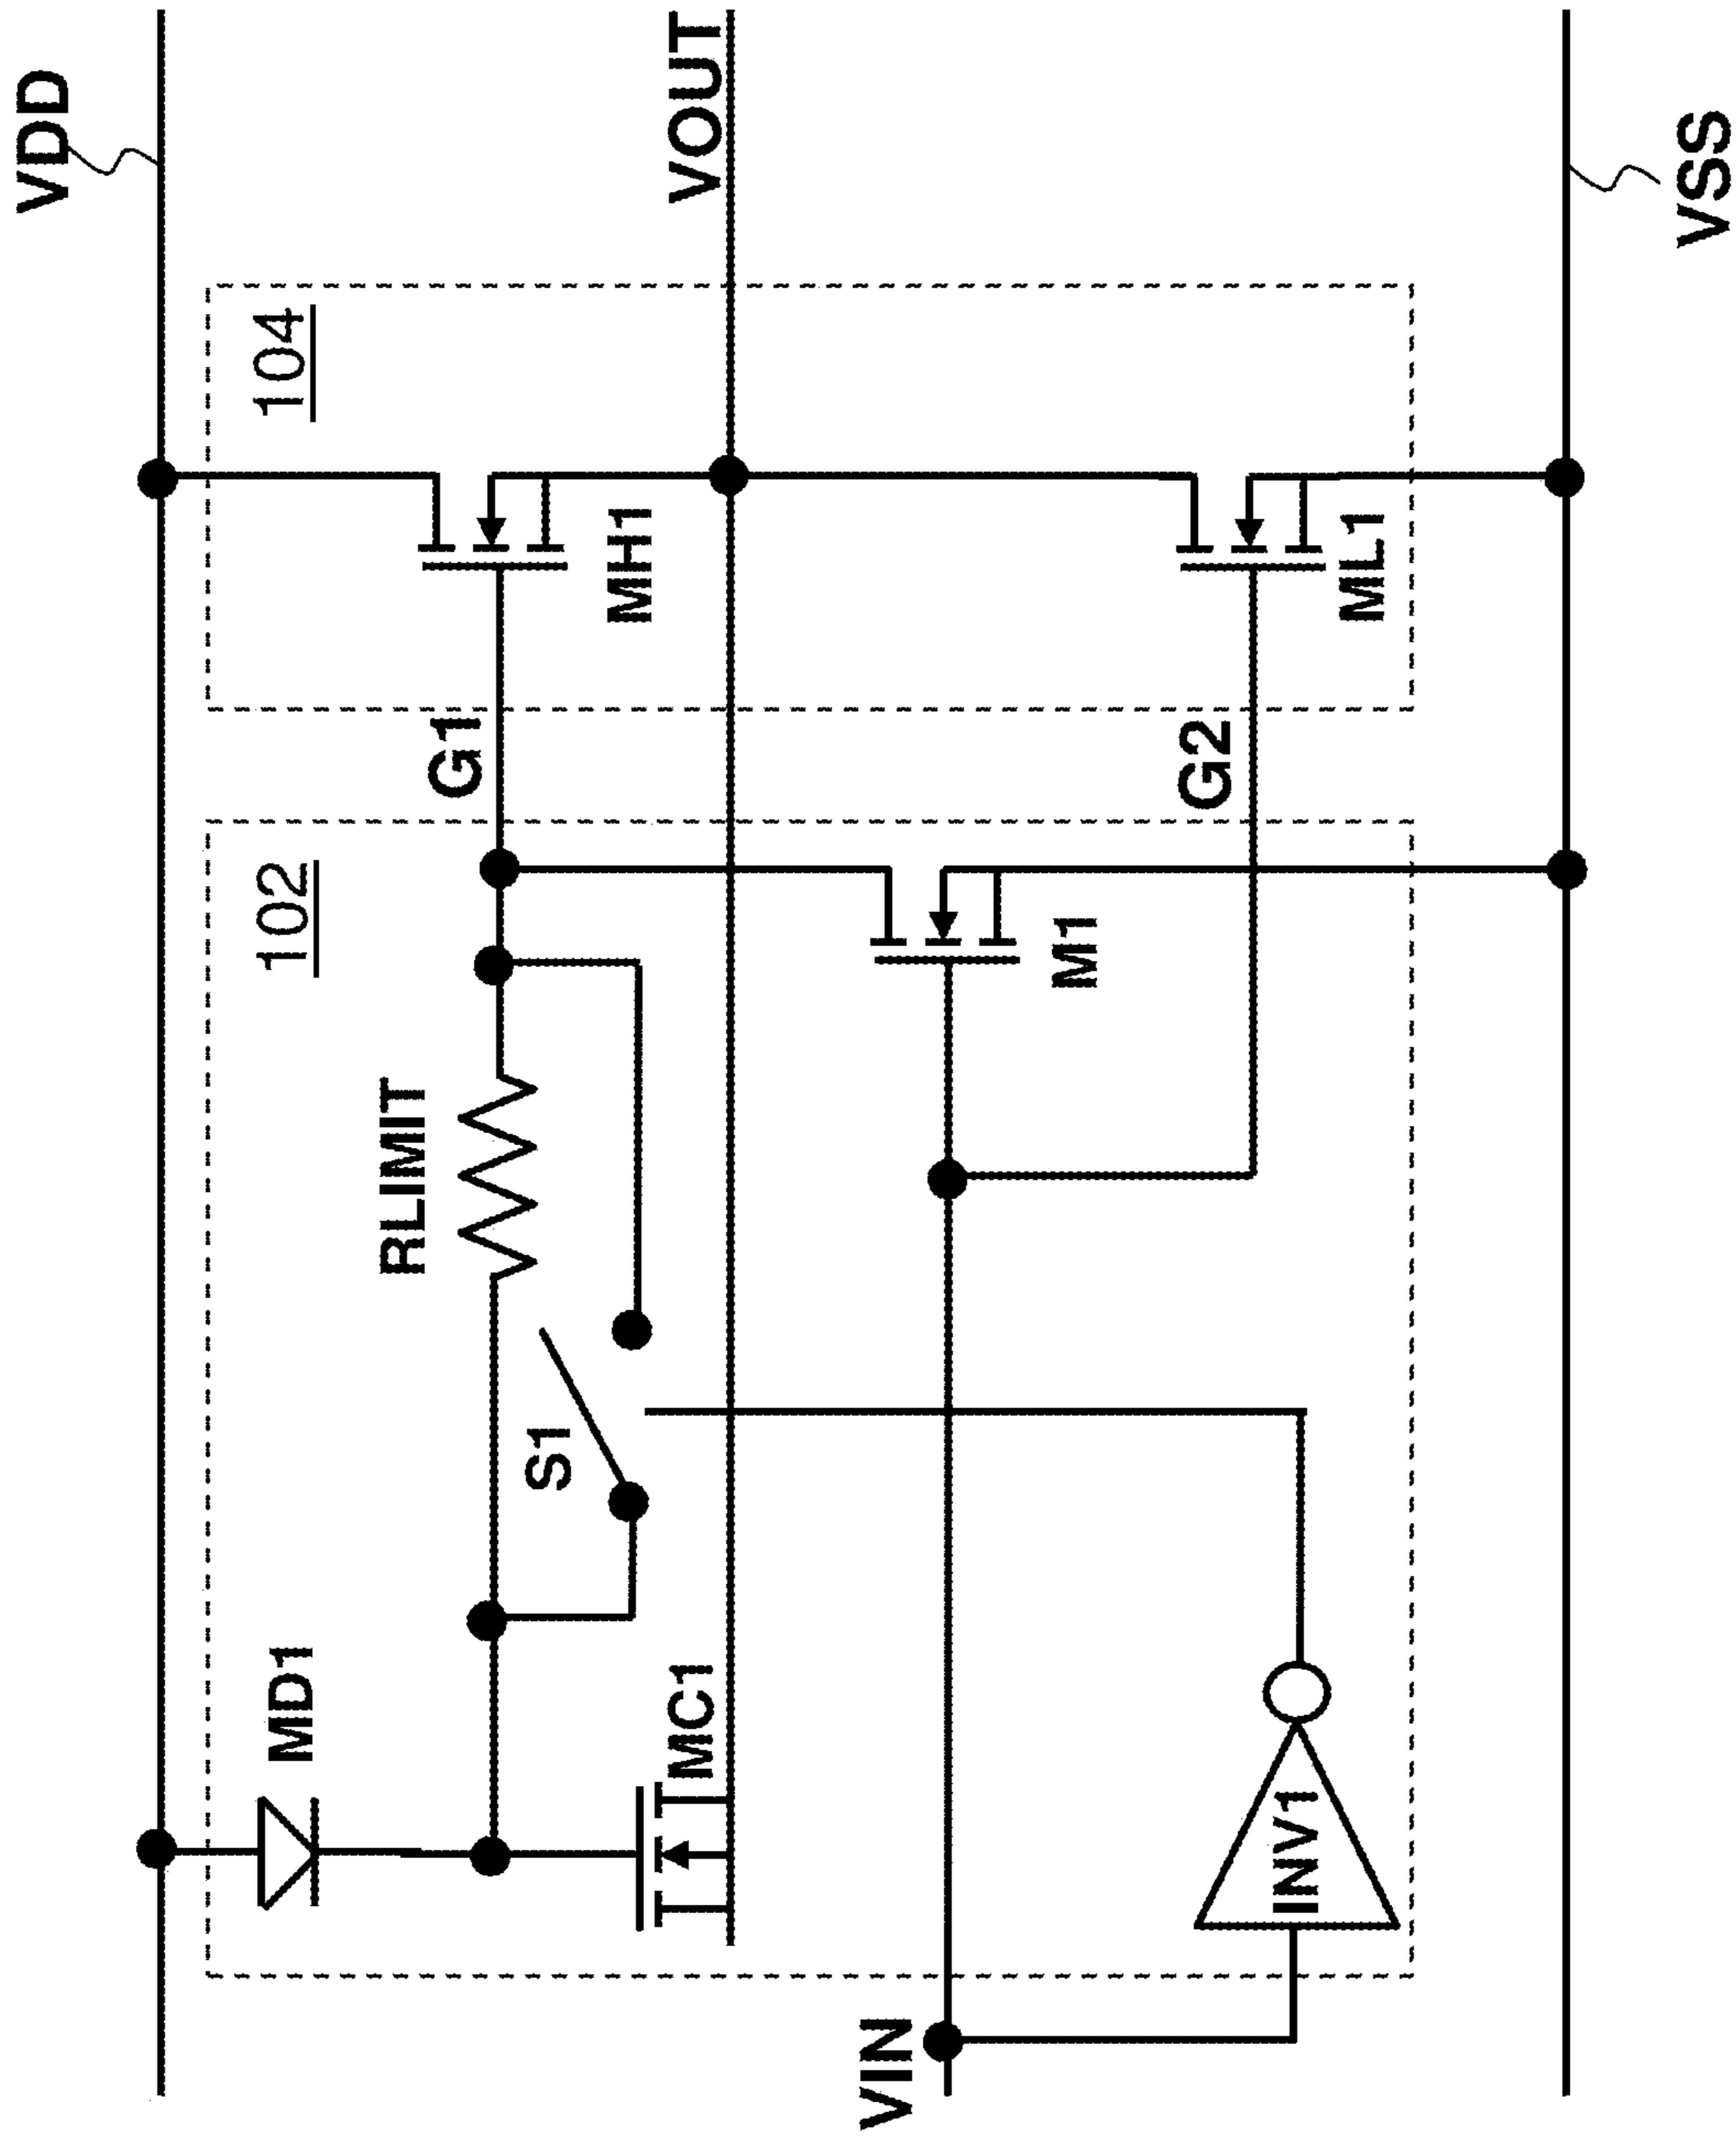 VDD
104
VOUT
MH1
G1
102
RLIMIT
S1
MD1
MC1
M1
G2
ML1
VIN
INV1
VSS